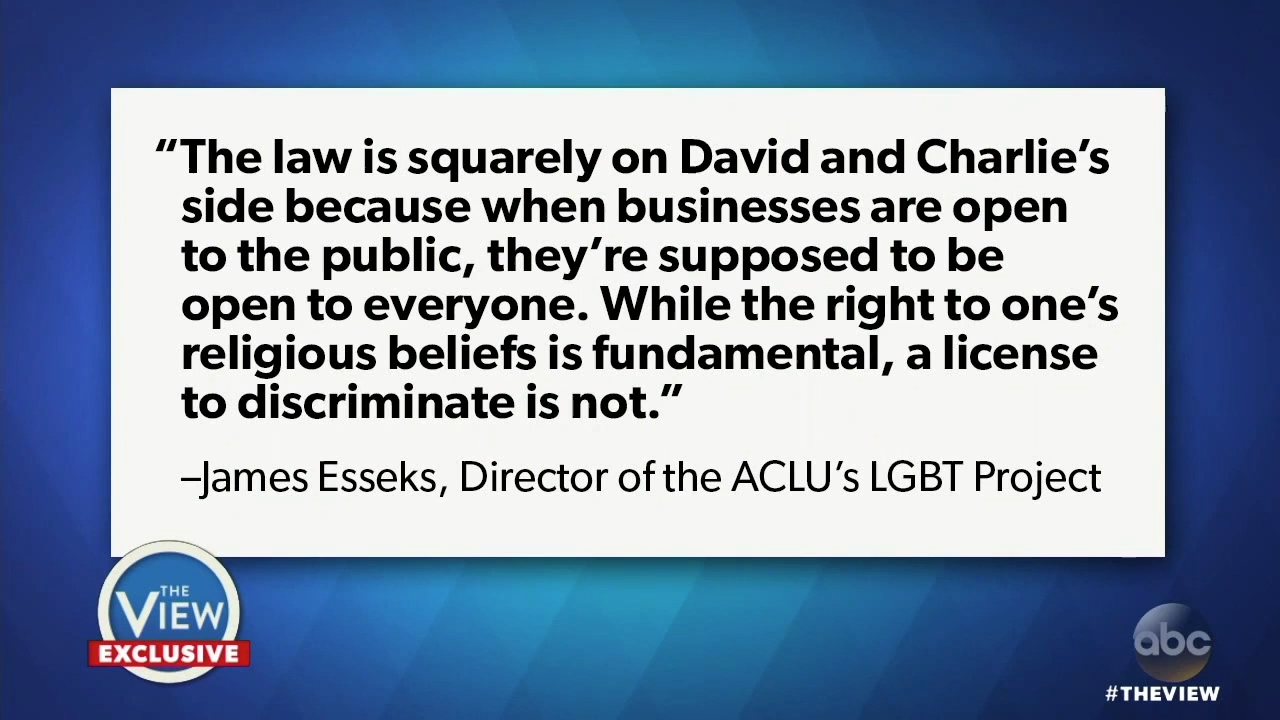 “The law is squarely on David and Charlie’s
side because when businesses are open
to the public, they’re supposed to be
open to everyone. While the right to one’s
religious beliefs is fundamental, a license
to discriminate is not.”
–James Esseks, Director of the ACLU’s LGBT Project
THE
VIEW
EXCLUSIVE
abc
#THEVIEW